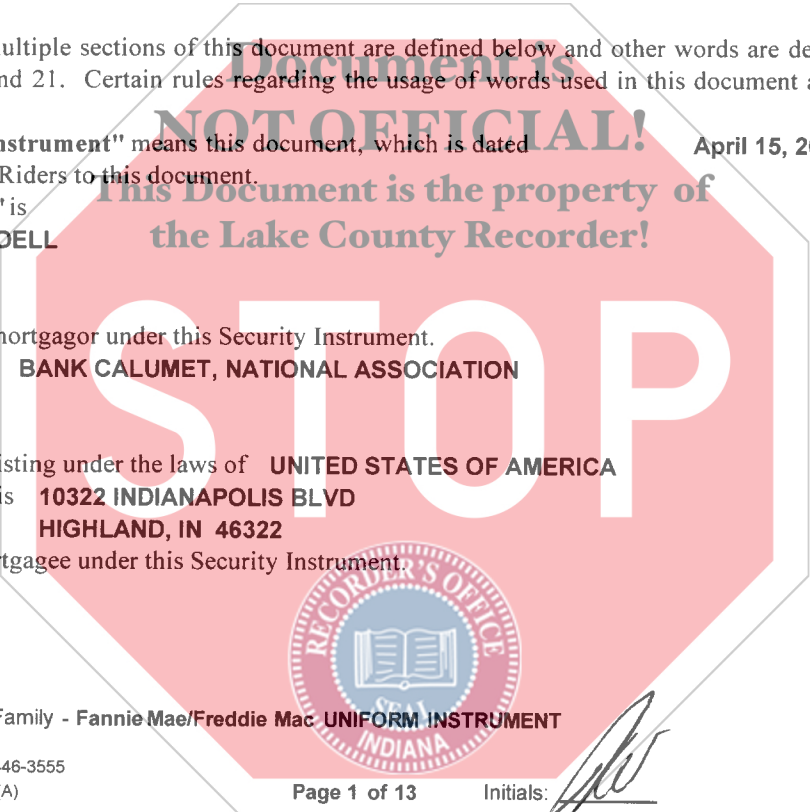 ultiple sections of this document are defined below and other words are de
nd 21. Certain rules regarding the usage of words used in this document a
Document is
NOT OFFICIAL!
nstrument" means this document, which is dated April 15, 20
Riders to this document.
This Document is the property of
" is
the Lake County Recorder!
DELL
STOP
ortgagor under this Security Instrument.
BANK CALUMET, NATIONAL ASSOCIATION
isting under the laws of UNITED STATES OF AMERICA
is 10322 INDIANAPOLIS BLVD
HIGHLAND, IN 46322
tgagee under this Security Instrument.
RECORDER'S OFFICE
SEAL
INDIANA
Family - Fannie Mae/Freddie Mac UNIFORM INSTRUMENT
46-3555
(A) Page 1 of 13 Initials: